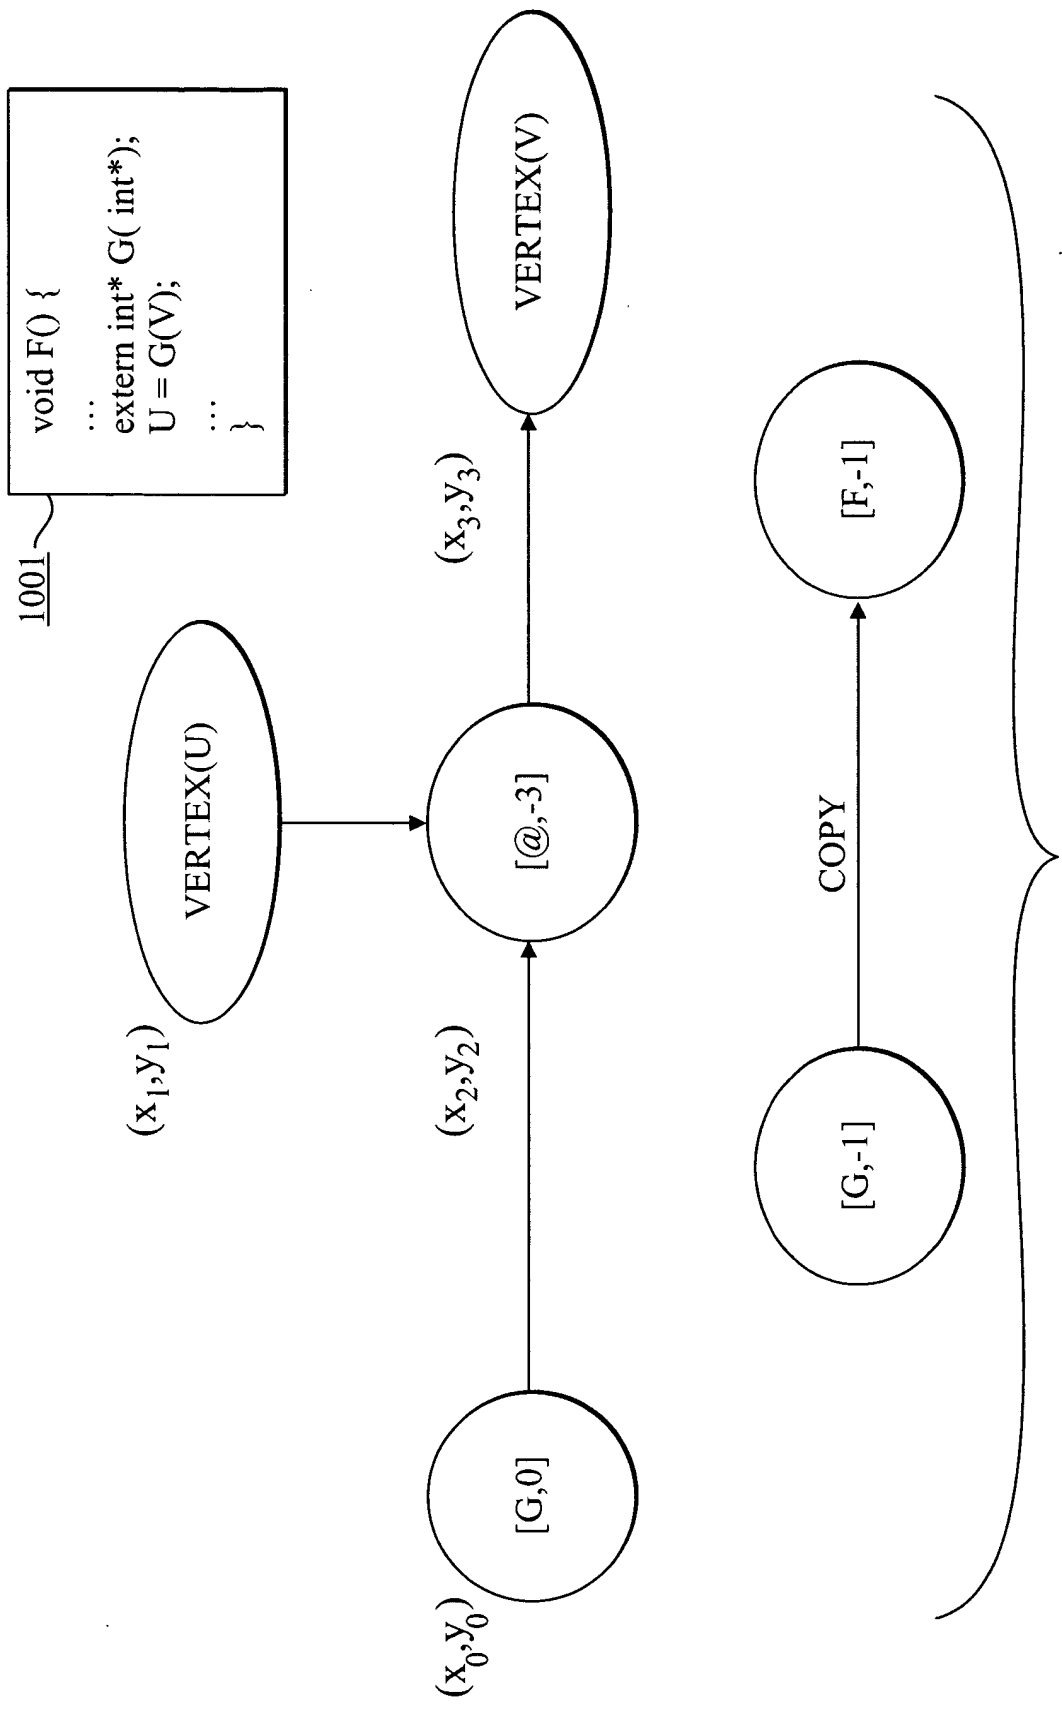 1001
void F() {
…
extern int* G( int*);
U = G(V);
…
}
(x1,y1)
VERTEX(U)
(x0,y0)
[G,0]
(x2,y2)
[@,-3]
(x3,y3)
VERTEX(V)
[G,-1]
COPY
[F,-1]